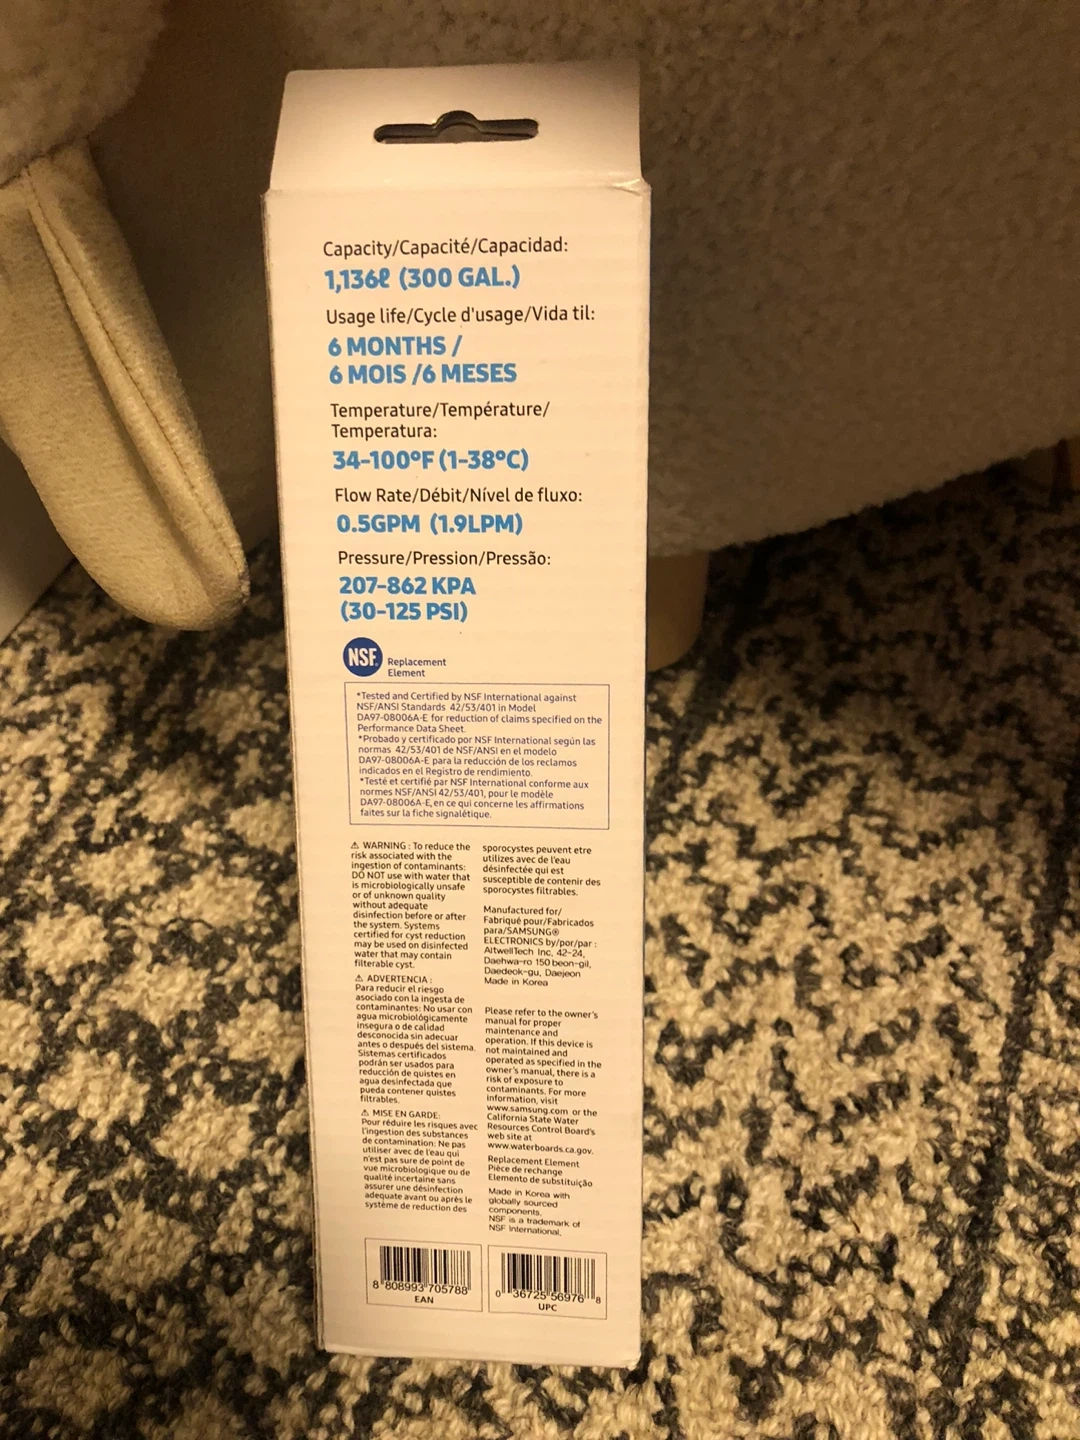 Capacity/Capacité/Capacidad:
1,136ℓ (300 GAL.)
Usage life/Cycle d'usage/Vida til:
6 MONTHS /
6 MOIS /6 MESES
Temperature/Température/
Temperatura:
34-100°F (1-38°C)
Flow Rate/Débit/Nível de fluxo:
0.5GPM (1.9LPM)
Pressure/Pression/Pressão:
207-862 KPA
(30-125 PSI)
NSF®
Replacement
Element
*Tested and Certified by NSF International against
NSF/ANSI Standards 42/53/401 in Model
DA97-08006A-E for reduction of claims specified on the
Performance Data Sheet.
*Probado y certificado por NSF International según las
normas 42/53/401 de NSF/ANSI en el modelo
DA97-08006A-E para la reducción de los reclamos
indicados en el Registro de rendimiento.
*Testé et certifié par NSF International conforme aux
normes NSF/ANSI 42/53/401, pour le modèle
DA97-08006A-E, en ce qui concerne les affirmations
faites sur la fiche signalétique.
⚠ WARNING : To reduce the
risk associated with the
ingestion of contaminants:
DO NOT use with water that
is microbiologically unsafe
or of unknown quality
without adequate
disinfection before or after
the system. Systems
certified for cyst reduction
may be used on disinfected
water that may contain
filterable cyst.
⚠ ADVERTENCIA :
Para reducir el riesgo
asociado con la ingesta de
contaminantes: No usar con
agua microbiológicamente
insegura o de calidad
desconocida sin adecuar
antes o después del sistema.
Sistemas certificados
podrán ser usados para
reducción de quistes en
agua desinfectada que
pueda contener quistes
filtrables.
⚠ MISE EN GARDE:
Pour réduire les risques avec
l'ingestion des substances
de contamination: Ne pas
utiliser avec de l'eau qui
n'est pas sure de point de
vue microbiologique ou de
qualité incertaine sans
assurer une désinfection
adequate avant ou après le
système de reduction des
sporocystes peuvent etre
utilizes avec de l'eau
désinfectée qui est
susceptible de contenir des
sporocystes filtrables.
Manufactured for/
Fabriqué pour/Fabricados
para/SAMSUNG®
ELECTRONICS by/por/par :
AltwellTech Inc. 42-24,
Daehwa-ro 150 beon-gil,
Daedeok-gu, Daejeon
Made in Korea
Please refer to the owner's
manual for proper
maintenance and
operation. If this device is
not maintained and
operated as specified in the
owner's manual, there is a
risk of exposure to
contaminants. For more
information, visit
www.samsung.com or the
California State Water
Resources Control Board's
web site at
www.waterboards.ca.gov.
Replacement Element
Pièce de rechange
Elemento de substituição
Made in Korea with
globally sourced
components.
NSF is a trademark of
NSF International.
8 808993 705788
EAN
0 36725 56976 8
UPC